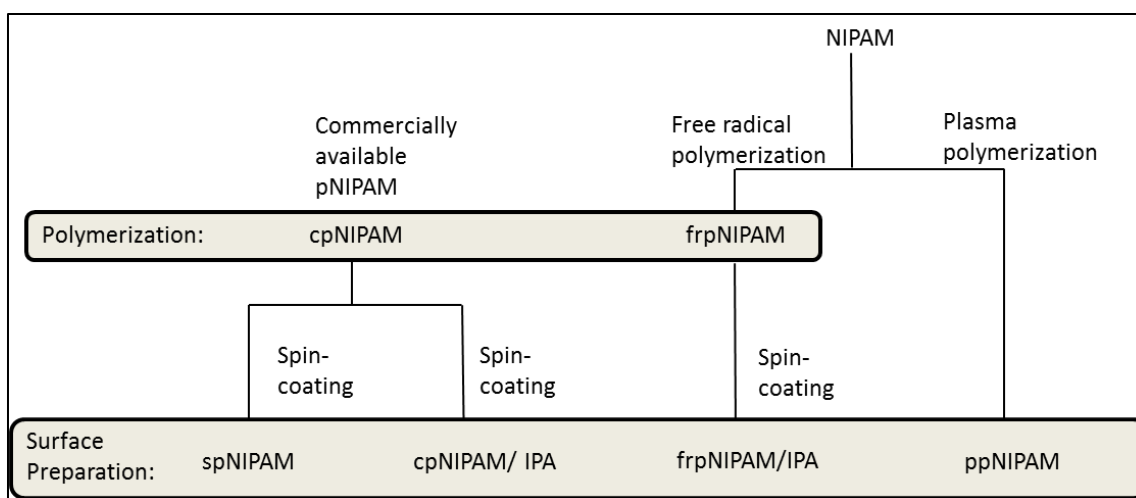 NIPAM
Commercially
available
pNIPAM
Free radical
polymerization
Plasma
polymerization
Polymerization: cpNIPAM frpNIPAM
Spin-
coating
Spin-
coating
Spin-
coating
Surface
Preparation: spNIPAM cpNIPAM/ IPA frpNIPAM/IPA ppNIPAM